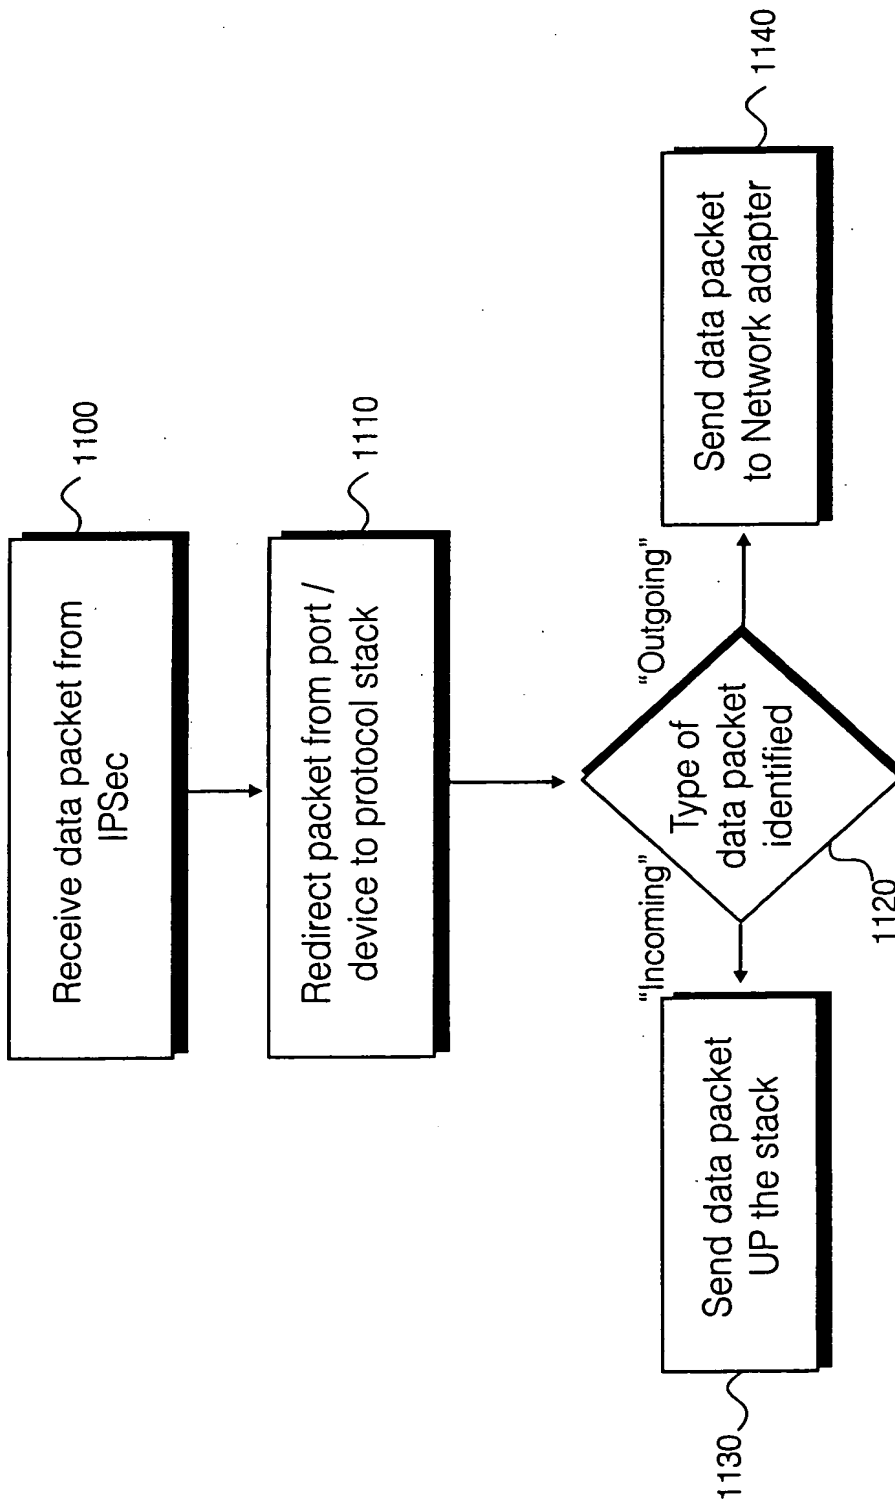 Receive data packet from
IPSec
1100
Redirect packet from port /
device to protocol stack
1110
Type of
data packet
identified
1120
“Incoming”
“Outgoing”
Send data packet
UP the stack
1130
Send data packet
to Network adapter
1140